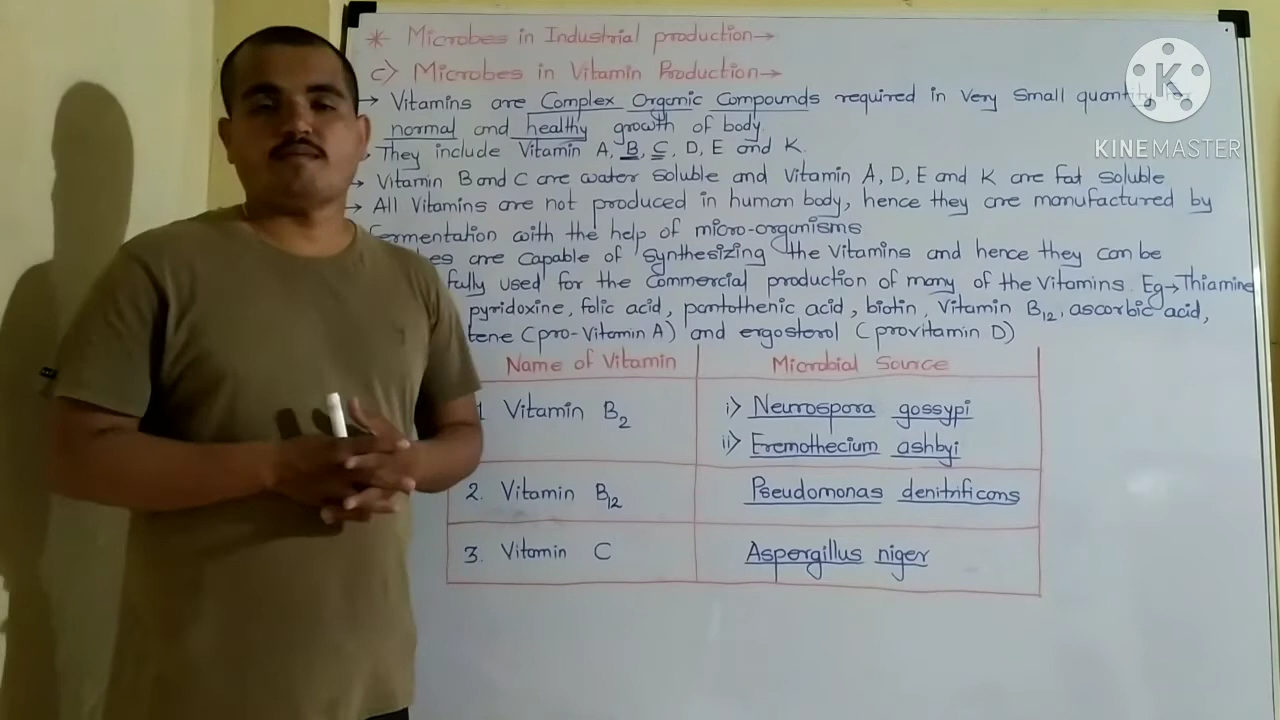 * Microbes in Industrial production→
c) Microbes in Vitamin Production→
→ Vitamins are Complex Organic Compounds required in very small quantity for
normal and healthy growth of body.
They include Vitamin A, B, C, D, E and K.
→ Vitamin B and C are water soluble and Vitamin A, D, E and K are fat soluble
→ All Vitamins are not produced in human body, hence they are manufactured by
fermentation with the help of micro-organisms
are capable of synthesizing the Vitamins and hence they can be
fully used for the Commercial production of many of the Vitamins. Eg→ Thiamine
pyridoxine, folic acid, pantothenic acid, biotin, Vitamin B12, ascorbic acid,
(pro-Vitamin A) and ergosterol (provitamin D)
Name of Vitamin Microbial Source
1 Vitamin B2 i) Neurospora gossypi
ii) Eremothecium ashbyi
2. Vitamin B12 Pseudomonas denitrificans
3. Vitamin C Aspergillus niger
K
KINEMASTER